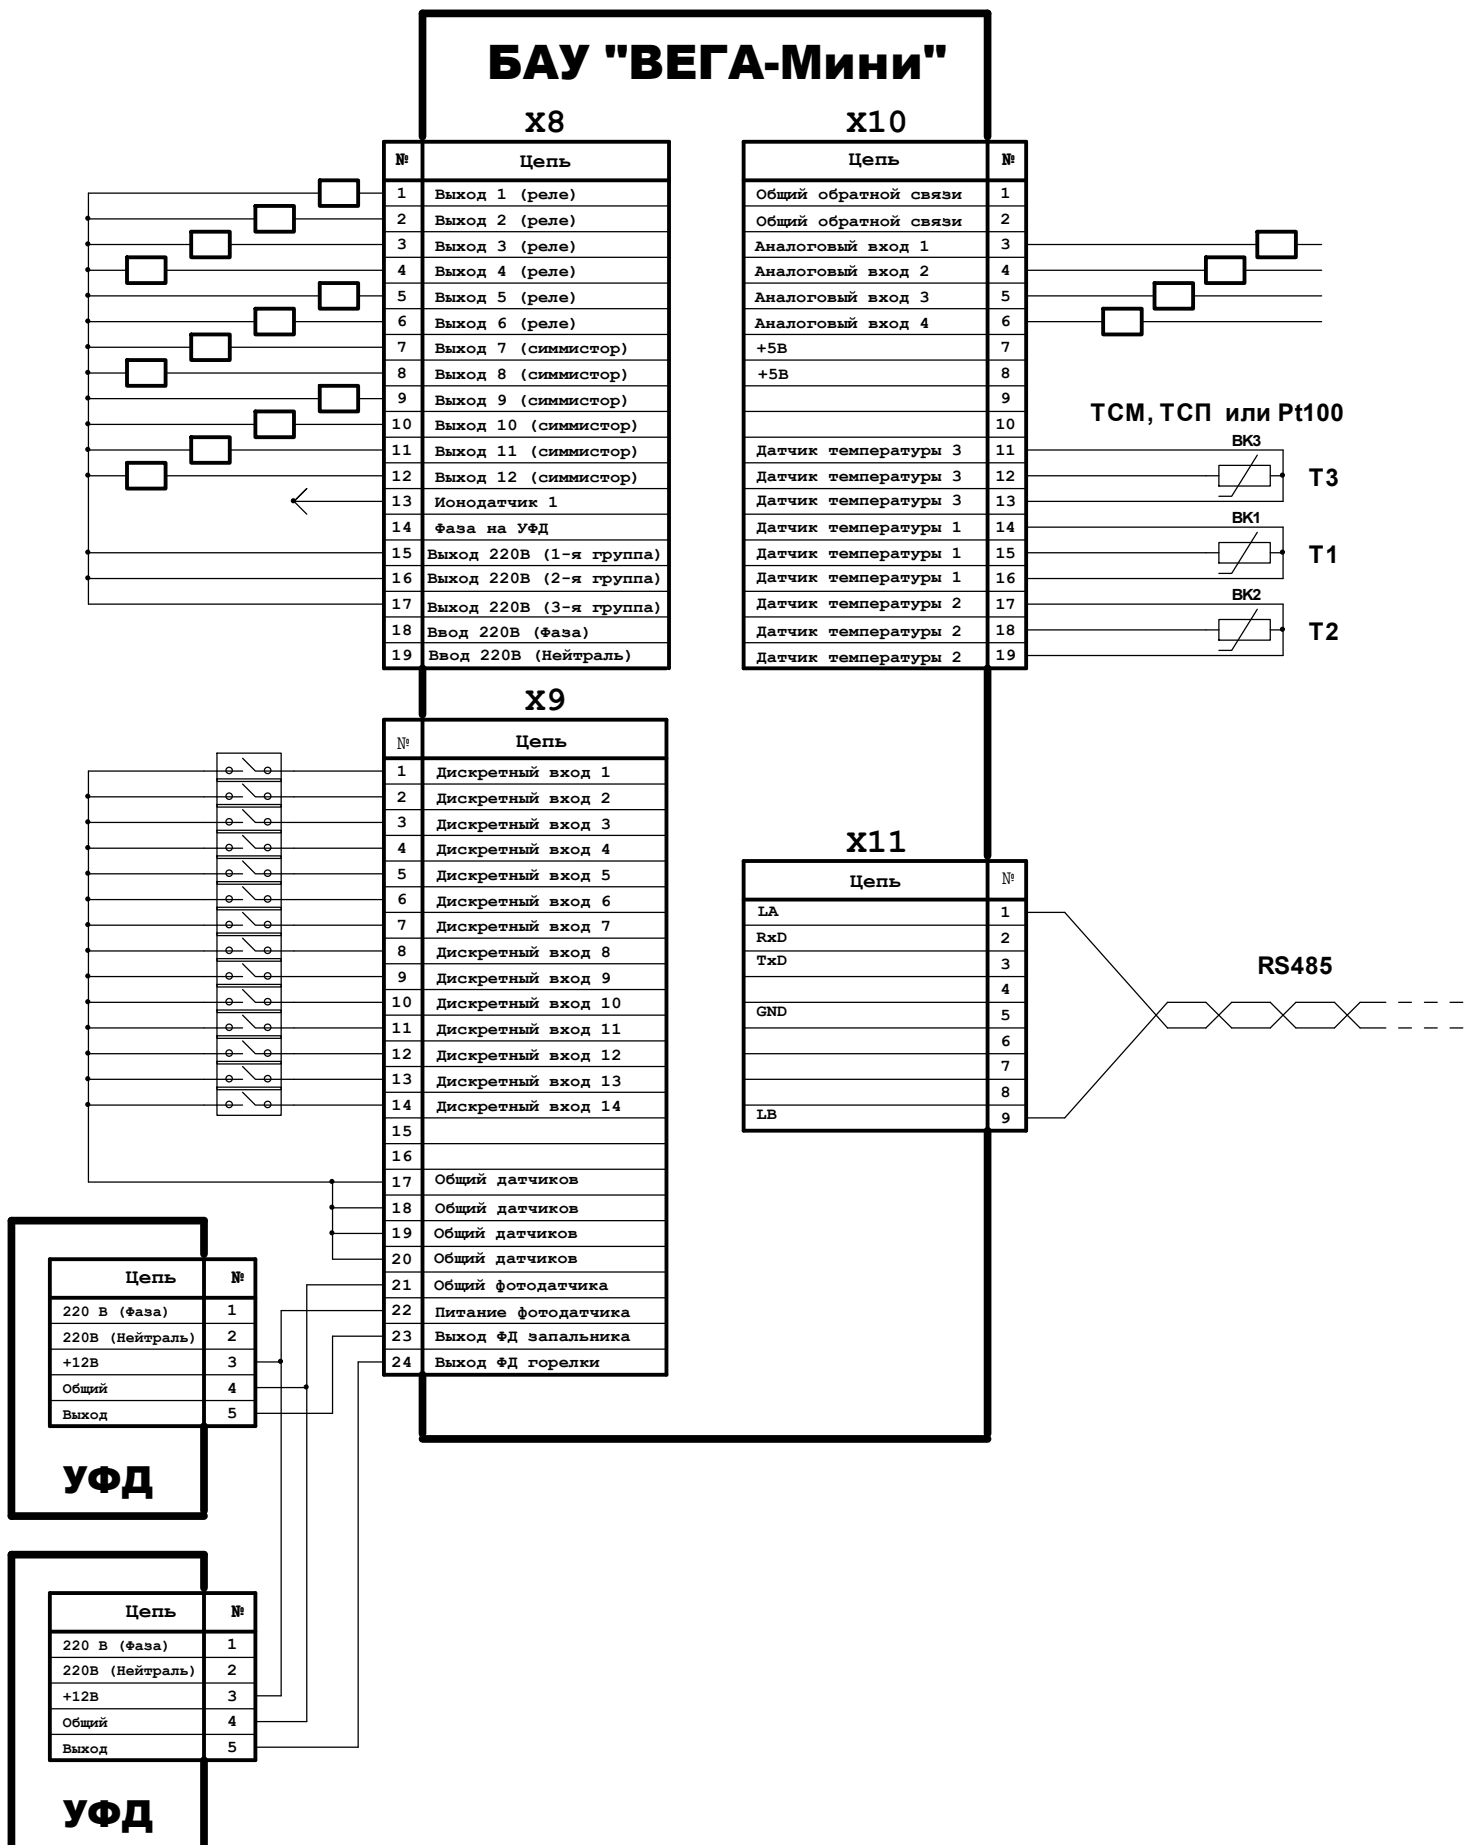 БАУ "ВЕГА-Мини"
X8
№ Цепь
1 Выход 1 (реле)
2 Выход 2 (реле)
3 Выход 3 (реле)
4 Выход 4 (реле)
5 Выход 5 (реле)
6 Выход 6 (реле)
7 Выход 7 (симмистор)
8 Выход 8 (симмистор)
9 Выход 9 (симмистор)
10 Выход 10 (симмистор)
11 Выход 11 (симмистор)
12 Выход 12 (симмистор)
13 Ионодатчик 1
14 Фаза на УФД
15 Выход 220В (1-я группа)
16 Выход 220В (2-я группа)
17 Выход 220В (3-я группа)
18 Ввод 220В (Фаза)
19 Ввод 220В (Нейтраль)
X10
Цепь №
Общий обратной связи 1
Общий обратной связи 2
Аналоговый вход 1 3
Аналоговый вход 2 4
Аналоговый вход 3 5
Аналоговый вход 4 6
+5В 7
+5В 8
9
10
Датчик температуры 3 11
Датчик температуры 3 12
Датчик температуры 3 13
Датчик температуры 1 14
Датчик температуры 1 15
Датчик температуры 1 16
Датчик температуры 2 17
Датчик температуры 2 18
Датчик температуры 2 19
ТСМ, ТСП или Pt100
ВК3
Т3
ВК1
Т1
ВК2
Т2
X9
№ Цепь
1 Дискретный вход 1
2 Дискретный вход 2
3 Дискретный вход 3
4 Дискретный вход 4
5 Дискретный вход 5
6 Дискретный вход 6
7 Дискретный вход 7
8 Дискретный вход 8
9 Дискретный вход 9
10 Дискретный вход 10
11 Дискретный вход 11
12 Дискретный вход 12
13 Дискретный вход 13
14 Дискретный вход 14
15
16
17 Общий датчиков
18 Общий датчиков
19 Общий датчиков
20 Общий датчиков
21 Общий фотодатчика
22 Питание фотодатчика
23 Выход ФД запальника
24 Выход ФД горелки
X11
Цепь №
LA 1
RxD 2
TxD 3
4
GND 5
6
7
8
LB 9
RS485
Цепь №
220 В (Фаза) 1
220В (Нейтраль) 2
+12В 3
Общий 4
Выход 5
УФД
Цепь №
220 В (Фаза) 1
220В (Нейтраль) 2
+12В 3
Общий 4
Выход 5
УФД